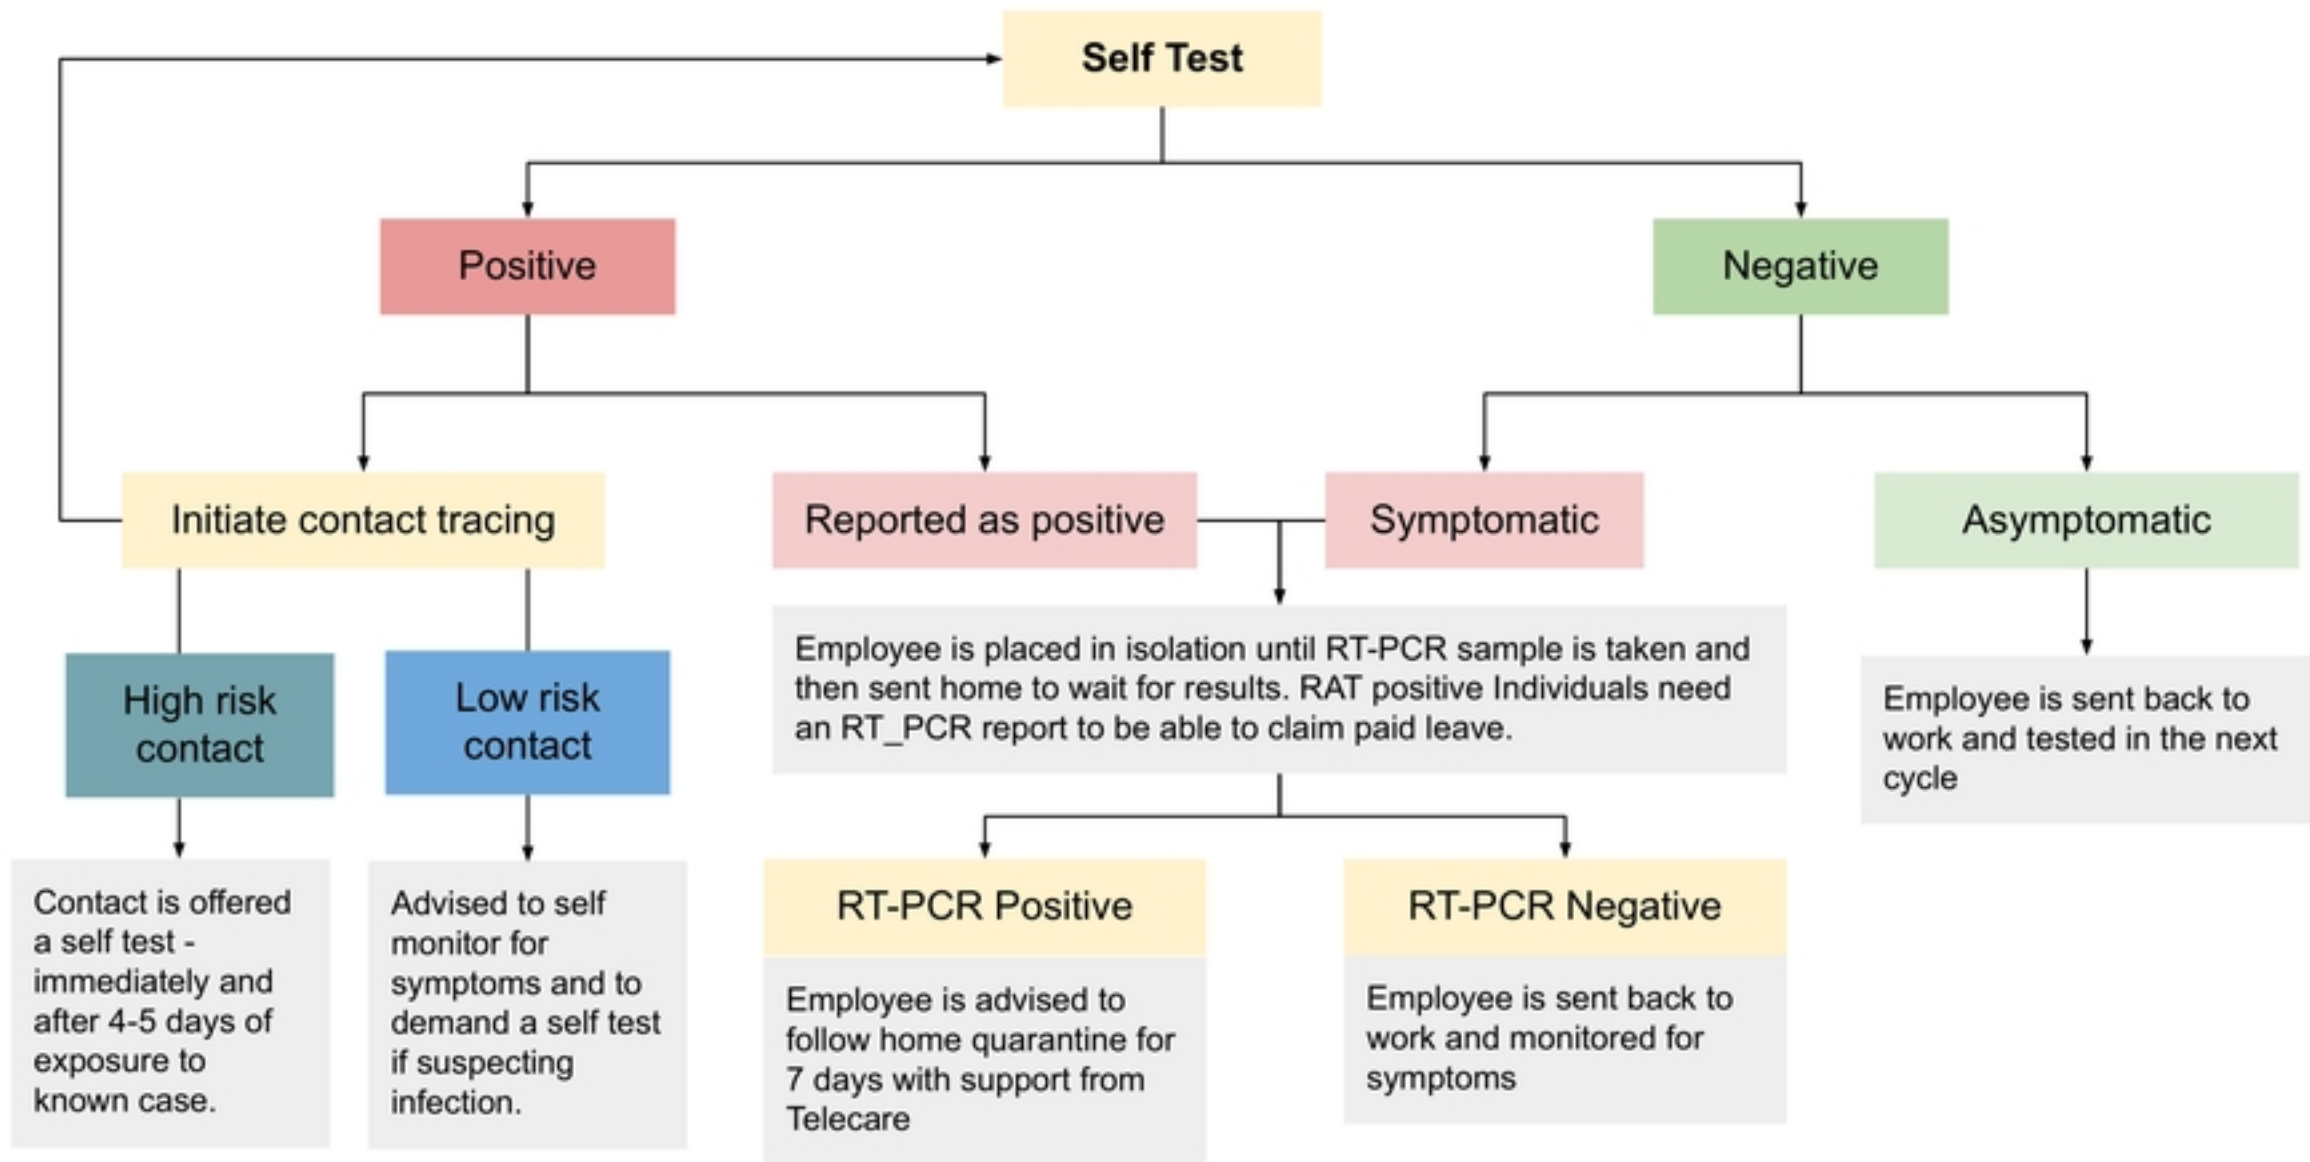 Self Test
Positive
Negative
Initiate contact tracing
Reported as positive
Symptomatic
Asymptomatic
High risk
contact
Low risk
contact
Employee is placed in isolation until RT-PCR sample is taken and
then sent home to wait for results. RAT positive Individuals need
an RT_PCR report to be able to claim paid leave.
Employee is sent back to
work and tested in the next
cycle
Contact is offered
a self test -
immediately and
after 4-5 days of
exposure to
known case.
Advised to self
monitor for
symptoms and to
demand a self test
if suspecting
infection.
RT-PCR Positive
Employee is advised to
follow home quarantine for
7 days with support from
Telecare
RT-PCR Negative
Employee is sent back to
work and monitored for
symptoms